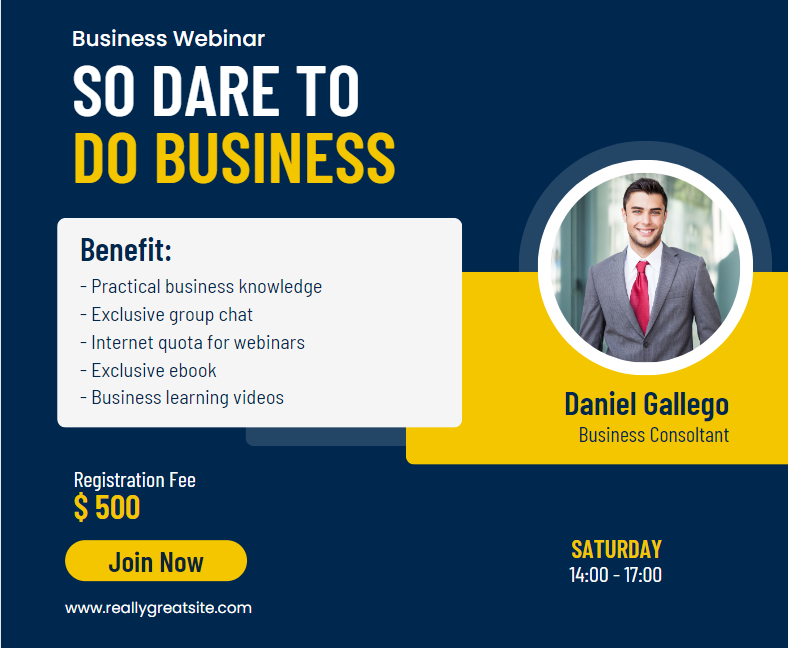 Business Webinar
SO DARE TO
DO BUSINESS
Benefit:
- Practical business knowledge
- Exclusive group chat
- Internet quota for webinars
- Exclusive ebook
- Business learning videos
Daniel Gallego
Business Consoltant
Registration Fee
$ 500
Join Now
www.reallygreatsite.com
SATURDAY
14:00 - 17:00